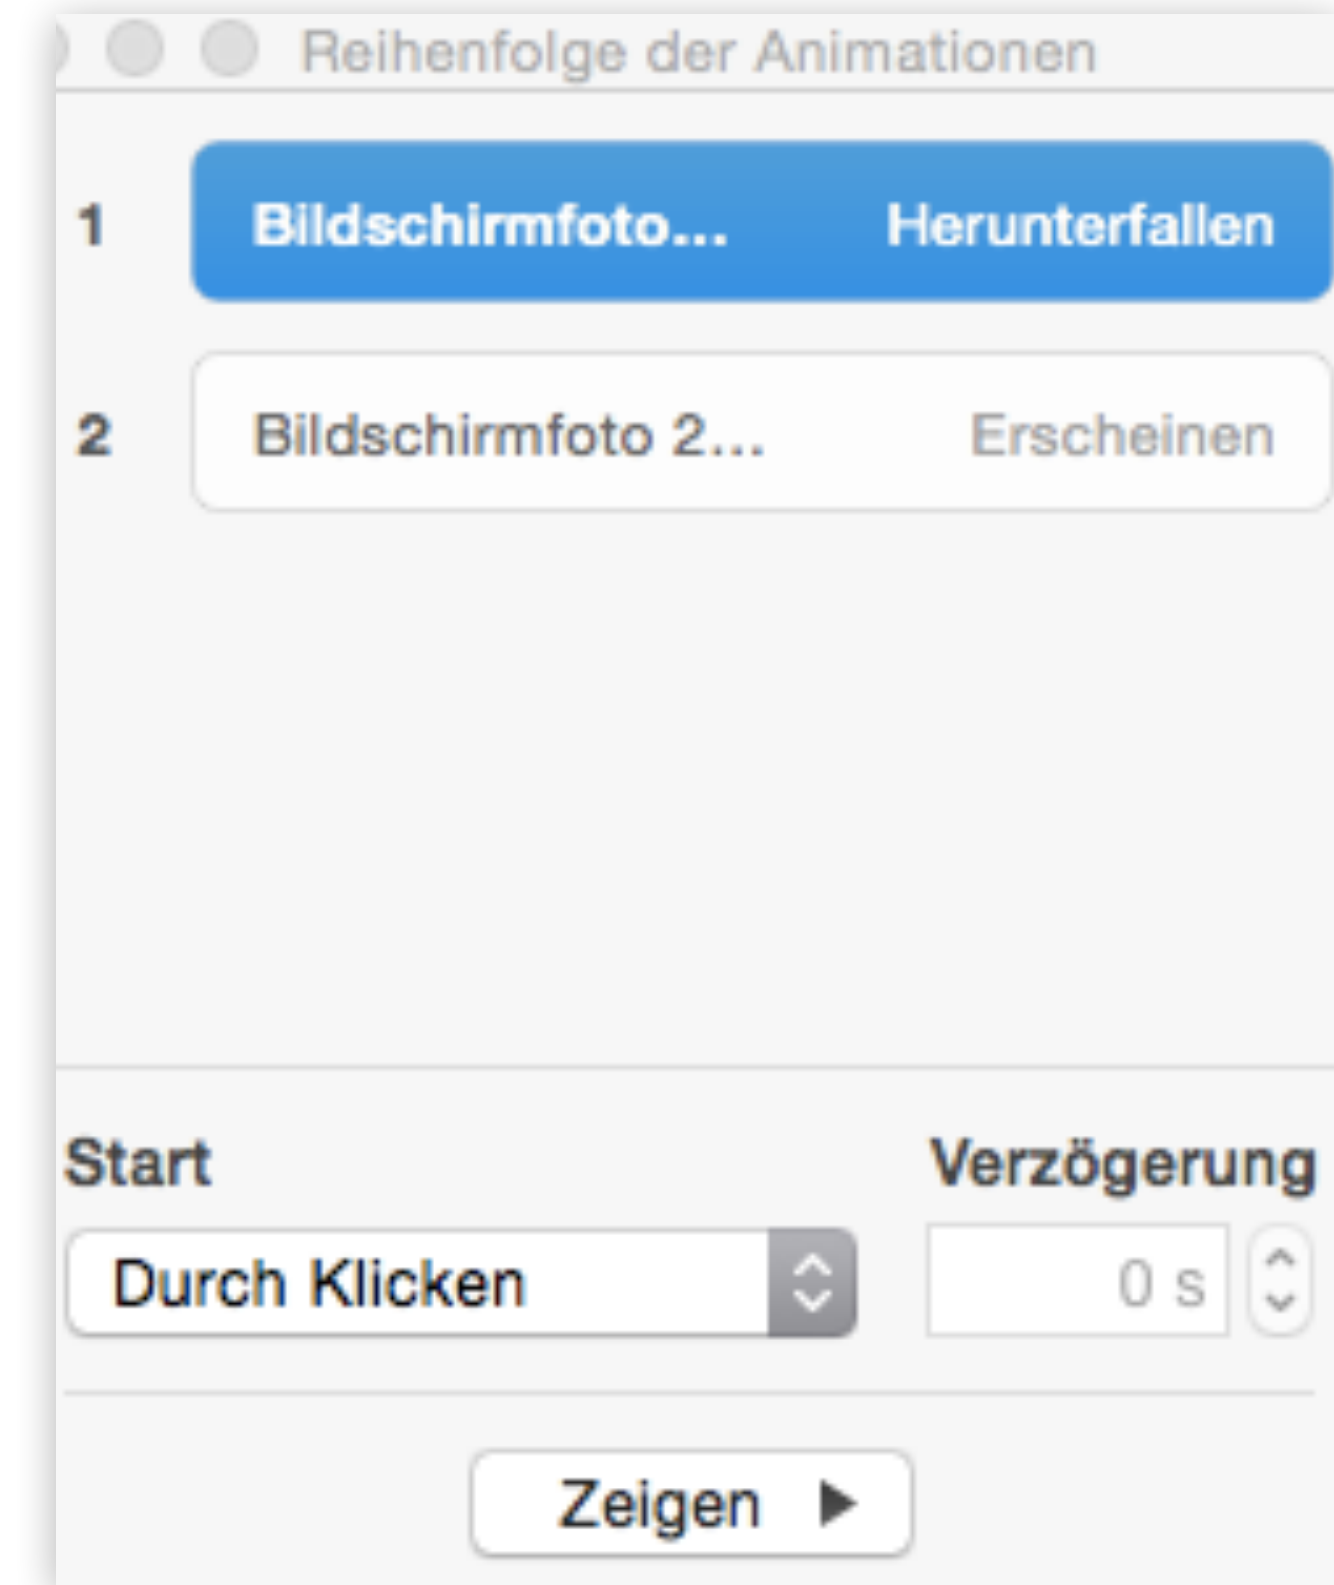 Reihenfolge der Animationen
1 Bildschirmfoto... Herunterfallen
2 Bildschirmfoto 2... Erscheinen
Start Verzögerung
Durch Klicken 0 s
Zeigen